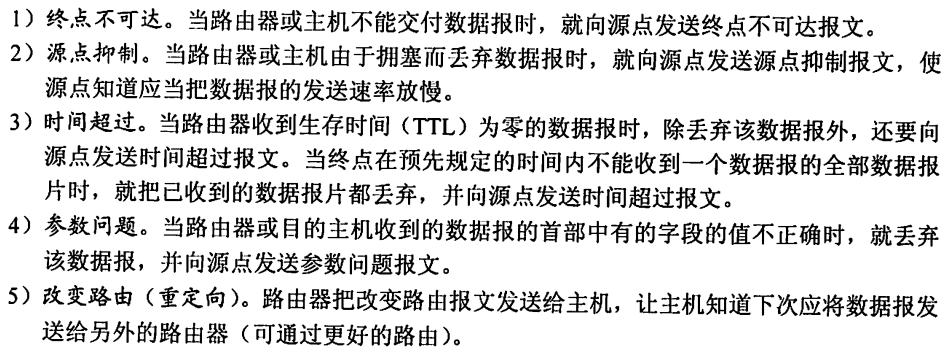 1）终点不可达。当路由器或主机不能交付数据报时，就向源点发送终点不可达报文。
2）源点抑制。当路由器或主机由于拥塞而丢弃数据报时，就向源点发送源点抑制报文，使
源点知道应当把数据报的发送速率放慢。
3）时间超过。当路由器收到生存时间（TTL）为零的数据报时，除丢弃该数据报外，还要向
源点发送时间超过报文。当终点在预先规定的时间内不能收到一个数据报的全部数据报
片时，就把已收到的数据报片都丢弃，并向源点发送时间超过报文。
4）参数问题。当路由器或目的主机收到的数据报的首部中有的字段的值不正确时，就丢弃
该数据报，并向源点发送参数问题报文。
5）改变路由（重定向）。路由器把改变路由报文发送给主机，让主机知道下次应将数据报发
送给另外的路由器（可通过更好的路由）。